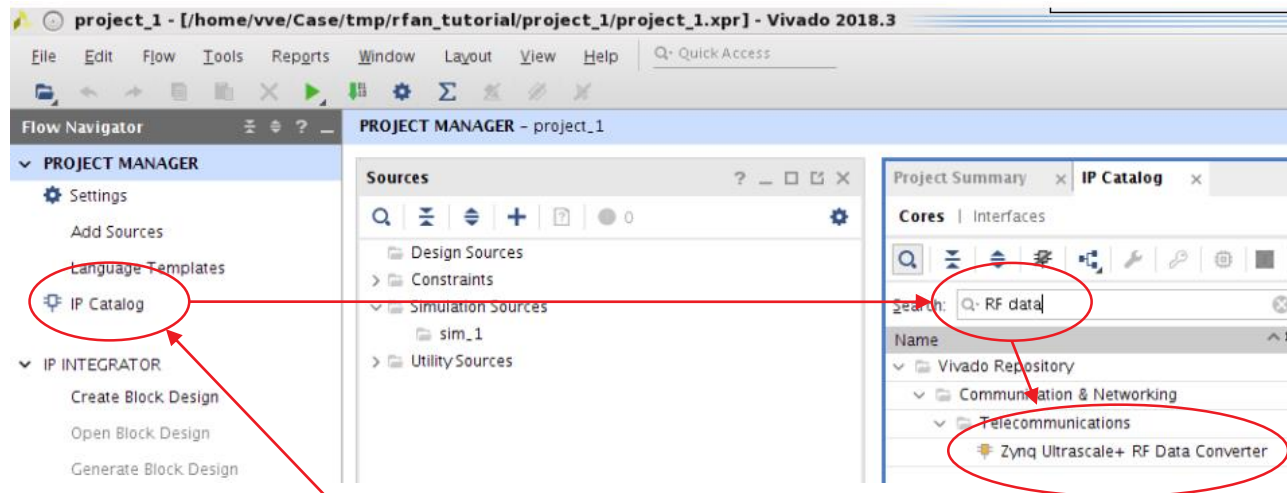 project_1 - [/home/vve/Case/tmp/rfan_tutorial/project_1/project_1.xpr] - Vivado 2018.3
File Edit Flow Tools Reports Window Layout View Help Q- Quick Access
Flow Navigator
PROJECT MANAGER
Settings
Add Sources
Language Templates
IP Catalog
IP INTEGRATOR
Create Block Design
Open Block Design
Generate Block Design
PROJECT MANAGER - project_1
Sources
0
Design Sources
Constraints
Simulation Sources
sim_1
Utility Sources
Project Summary IP Catalog
Cores | Interfaces
Search: Q- RF data
Name
Vivado Repository
Communication & Networking
Telecommunications
Zynq Ultrascale+ RF Data Converter